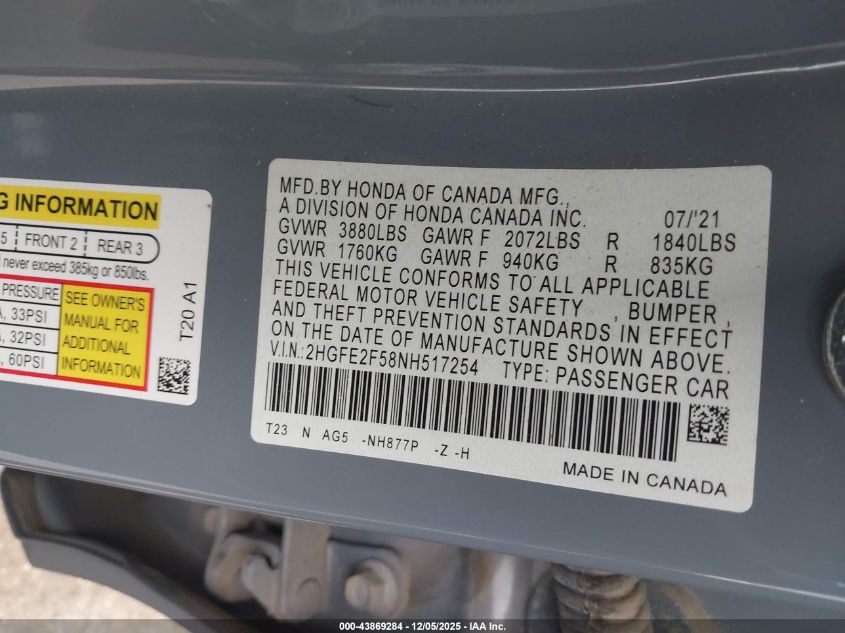 G INFORMATION
5 FRONT 2 REAR 3
never exceed 385kg or 850lbs.
PRESSURE
, 33PSI
, 32PSI
, 60PSI
SEE OWNER'S
MANUAL FOR
ADDITIONAL
INFORMATION
T20 A1
MFD.BY HONDA OF CANADA MFG.,
A DIVISION OF HONDA CANADA INC. 07/'21
GVWR 3880LBS GAWR F 2072LBS R 1840LBS
GVWR 1760KG GAWR F 940KG R 835KG
THIS VEHICLE CONFORMS TO ALL APPLICABLE
FEDERAL MOTOR VEHICLE SAFETY , BUMPER ,
AND THEFT PREVENTION STANDARDS IN EFFECT
ON THE DATE OF MANUFACTURE SHOWN ABOVE.
V.I.N.:2HGFE2F58NH517254 TYPE: PASSENGER CAR
T23 N AG5 -NH877P -Z -H
MADE IN CANADA
000-43869284 - 12/05/2025 - IAA Inc.